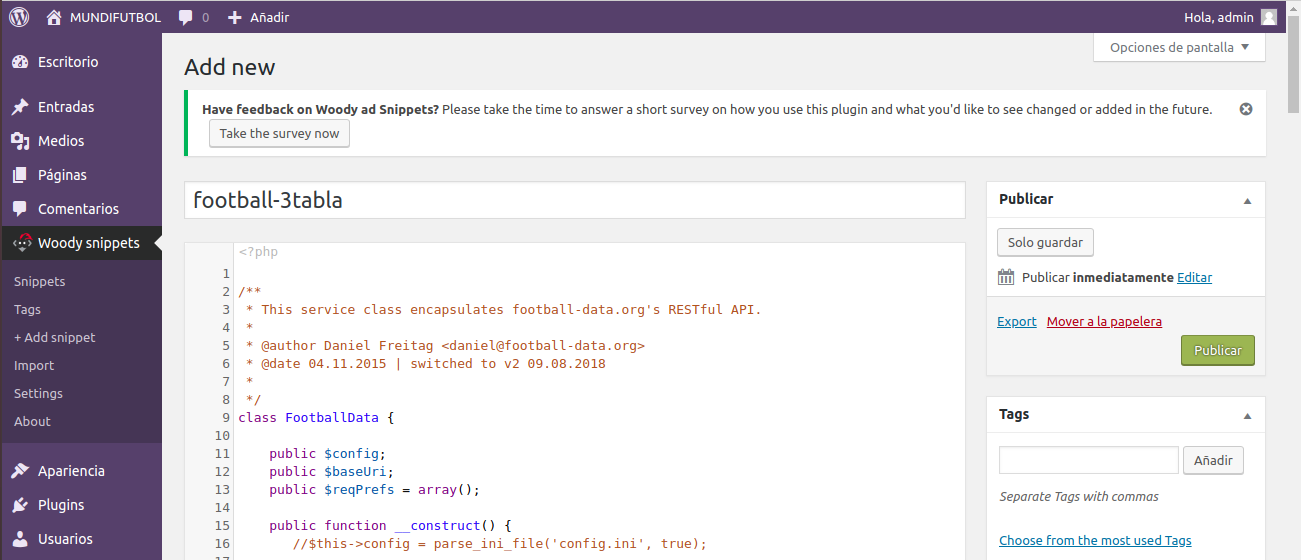 MUNDIFUTBOL 0 Añadir Hola, admin
Opciones de pantalla
Escritorio
Entradas
Medios
Páginas
Comentarios
Woody snippets
Snippets
Tags
+ Add snippet
Import
Settings
About
Apariencia
Plugins
Usuarios
Add new
Have feedback on Woody ad Snippets? Please take the time to answer a short survey on how you use this plugin and what you'd like to see changed or added in the future.
Take the survey now
football-3tabla
<?php
1
2 /**
3 * This service class encapsulates football-data.org's RESTful API.
4 *
5 * @author Daniel Freitag <daniel@football-data.org>
6 * @date 04.11.2015 | switched to v2 09.08.2018
7 *
8 */
9 class FootballData {
10
11 public $config;
12 public $baseUri;
13 public $reqPrefs = array();
14
15 public function __construct() {
16 //$this->config = parse_ini_file('config.ini', true);
Publicar
Solo guardar
Publicar inmediatamente Editar
Export Mover a la papelera
Publicar
Tags
Añadir
Separate Tags with commas
Choose from the most used Tags